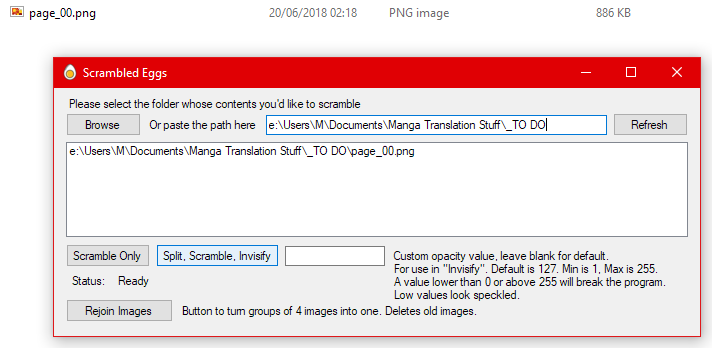 page_00.png 20/06/2018 02:18 PNG image 886 KB
Scrambled Eggs
Please select the folder whose contents you'd like to scramble
Browse Or paste the path here e:\Users\M\Documents\Manga Translation Stuff\_TO DO Refresh
e:\Users\M\Documents\Manga Translation Stuff\_TO DO\page_00.png
Scramble Only Split, Scramble, Invisify Custom opacity value, leave blank for default.
For use in "Invisify". Default is 127. Min is 1, Max is 255.
Status: Ready A value lower than 0 or above 255 will break the program.
Low values look speckled.
Rejoin Images Button to turn groups of 4 images into one. Deletes old images.